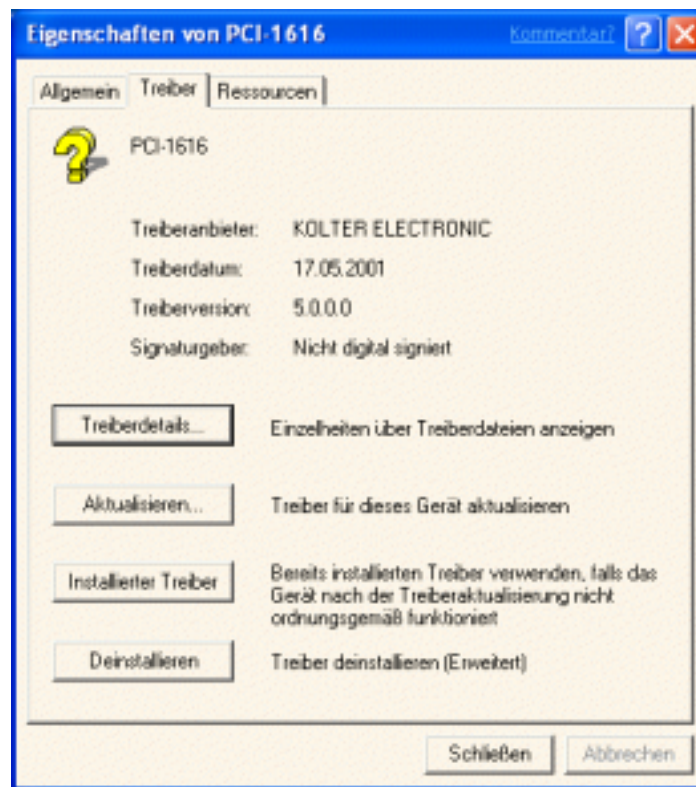 Eigenschaften von PCI-1616 Kommentar?
Allgemein Treiber Ressourcen
PCI-1616
Treiberanbieter: KOLTER ELECTRONIC
Treiberdatum: 17.05.2001
Treiberversion: 5.0.0.0
Signaturgeber: Nicht digital signiert
Treiberdetails... Einzelheiten über Treiberdateien anzeigen
Aktualisieren... Treiber für dieses Gerät aktualisieren
Installierter Treiber Bereits installierten Treiber verwenden, falls das
Gerät nach der Treiberaktualisierung nicht
ordnungsgemäß funktioniert
Deinstallieren Treiber deinstallieren (Erweitert)
Schließen Abbrechen